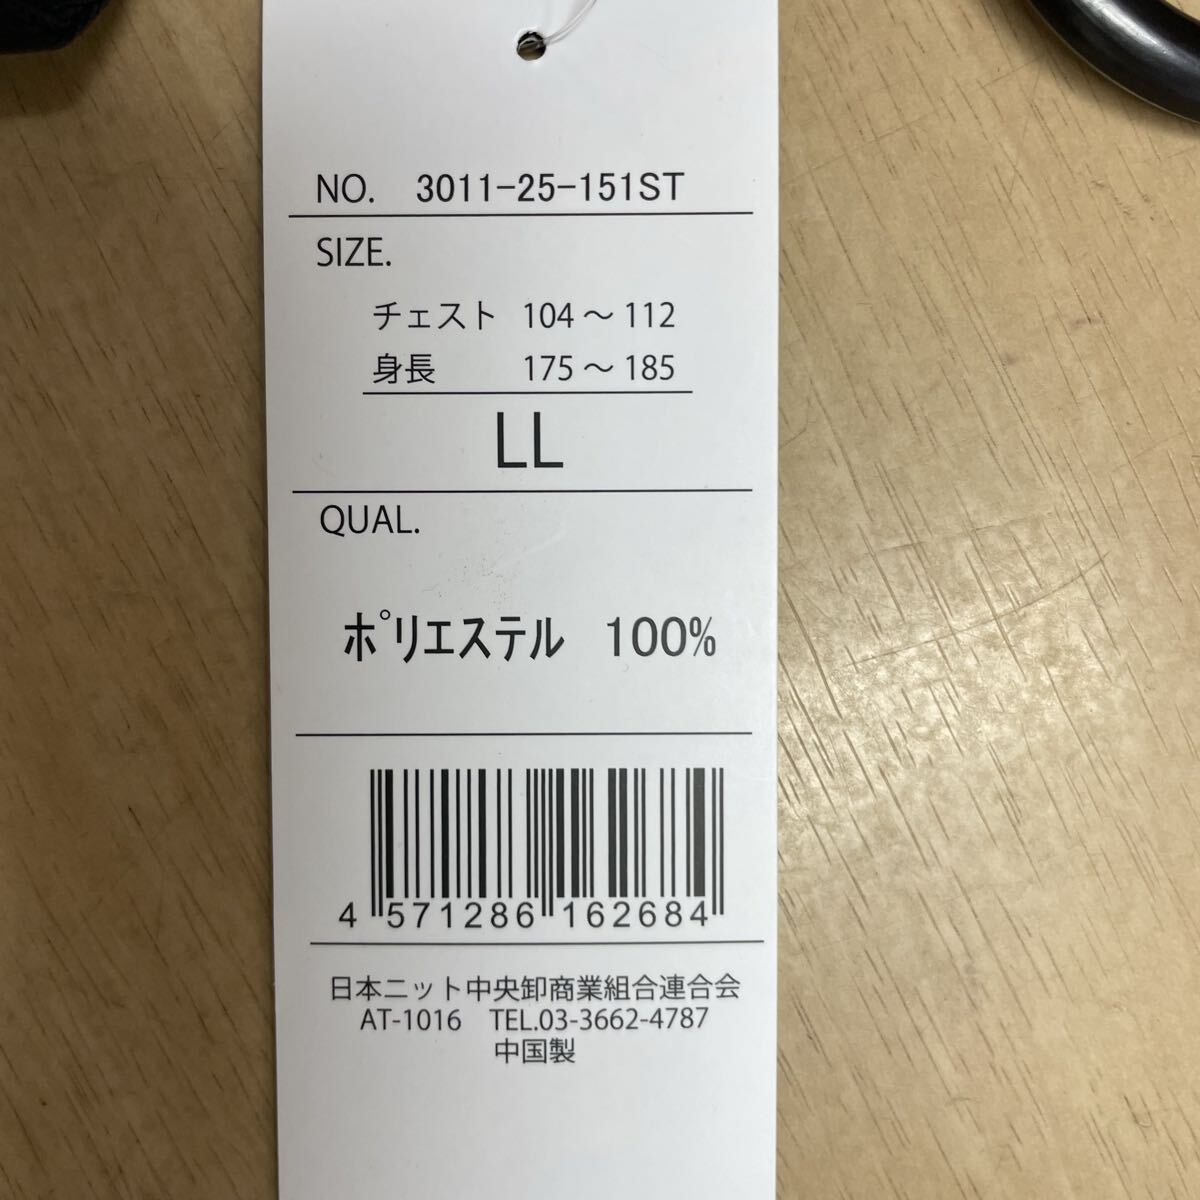 NO. 3011-25-151ST
SIZE.
チェスト 104～112
身長 175～185
LL
QUAL.
ポリエステル 100%
4 571286 162684
日本ニット中央卸商業組合連合会
AT-1016 TEL.03-3662-4787
中国製